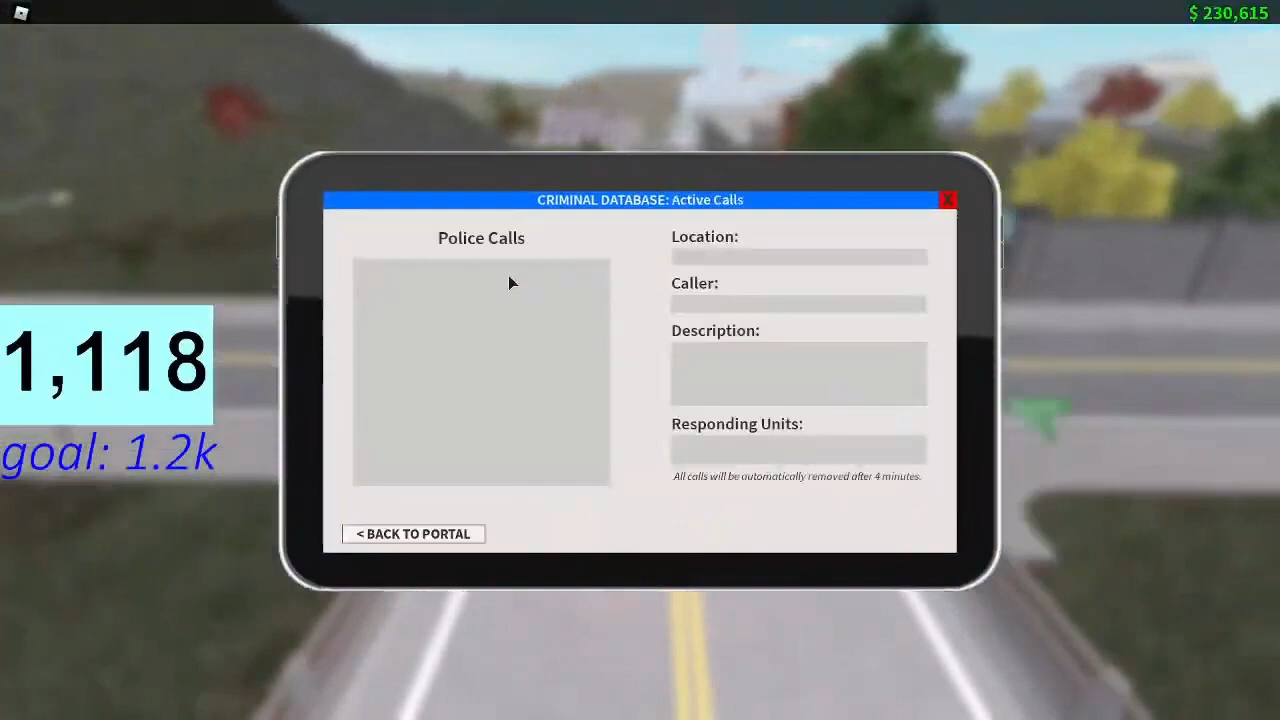 $ 230,615
CRIMINAL DATABASE: Active Calls
X
Police Calls
Location:
Caller:
Description:
Responding Units:
All calls will be automatically removed after 4 minutes.
< BACK TO PORTAL
1,118
goal: 1.2k